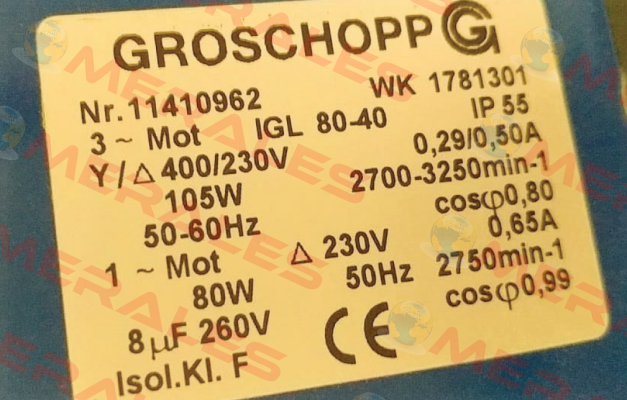 GROSCHOPP G
Nr. 11410962 WK 1781301
3 ~ Mot IGL 80-40 IP 55
Y/△ 400/230V 0,29/0,50A
105W 2700-3250min-1
50-60Hz cosφ0,80
1 ~ Mot △ 230V 0,65A
80W 50Hz 2750min-1
8µF 260V CE cosφ0,99
Isol.Kl. F
MERALES